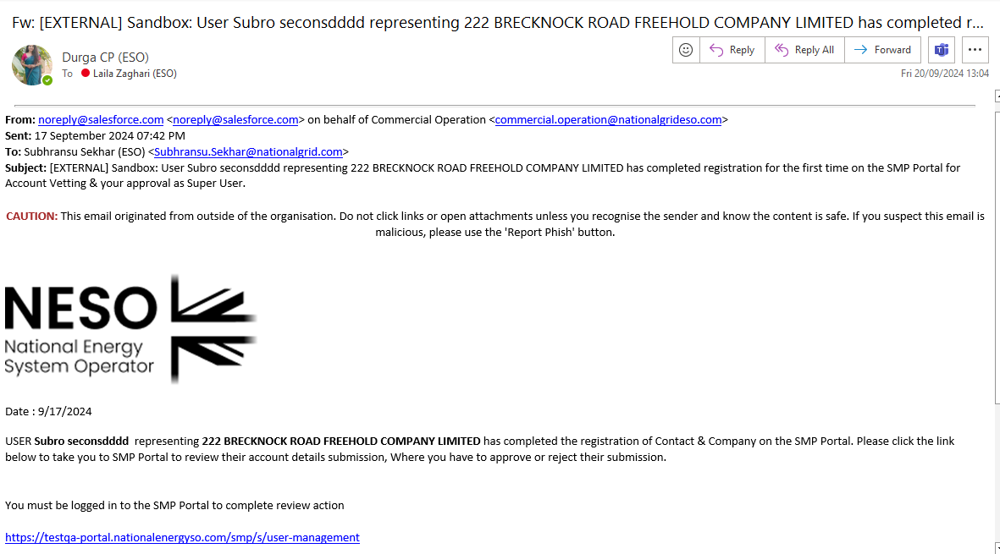 Fw: [EXTERNAL] Sandbox: User Subro seconsdddd representing 222 BRECKNOCK ROAD FREEHOLD COMPANY LIMITED has completed r...
Durga CP (ESO)
To Laila Zaghari (ESO)
Reply
Reply All
Forward
Fri 20/09/2024 13:04
From: noreply@salesforce.com <noreply@salesforce.com> on behalf of Commercial Operation <commercial.operation@nationalgrideso.com>
Sent: 17 September 2024 07:42 PM
To: Subhransu Sekhar (ESO) <Subhransu.Sekhar@nationalgrid.com>
Subject: [EXTERNAL] Sandbox: User Subro seconsdddd representing 222 BRECKNOCK ROAD FREEHOLD COMPANY LIMITED has completed registration for the first time on the SMP Portal for
Account Vetting & your approval as Super User.
CAUTION: This email originated from outside of the organisation. Do not click links or open attachments unless you recognise the sender and know the content is safe. If you suspect this email is
malicious, please use the 'Report Phish' button.
NESO
National Energy
System Operator
Date : 9/17/2024
USER Subro seconsdddd representing 222 BRECKNOCK ROAD FREEHOLD COMPANY LIMITED has completed the registration of Contact & Company on the SMP Portal. Please click the link
below to take you to SMP Portal to review their account details submission, Where you have to approve or reject their submission.
You must be logged in to the SMP Portal to complete review action
https://testqa-portal.nationalenergyso.com/smp/s/user-management